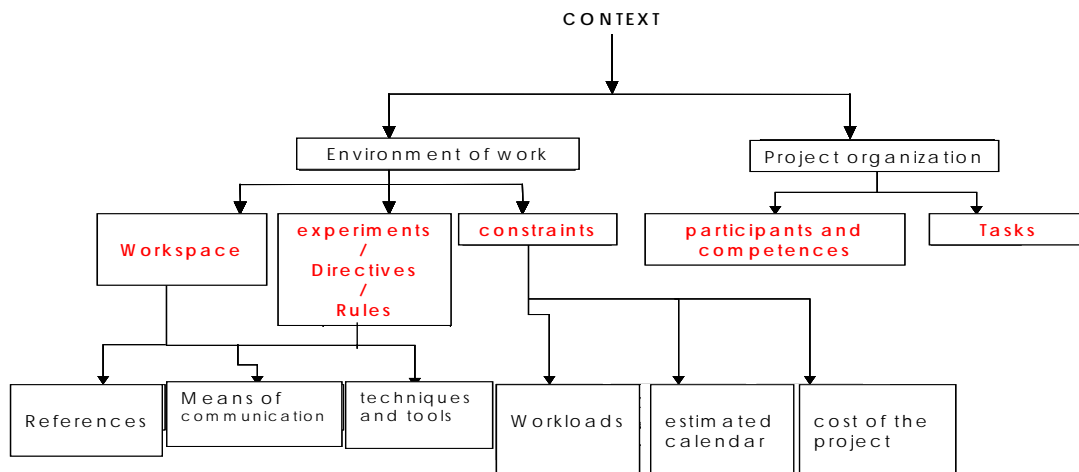 CONTEXT
Environment of work
Project organization
Workspace
experiments
/
Directives
/
Rules
constraints
participants and
competences
Tasks
References
Means of
communication
techniques
and tools
Workloads
estimated
calendar
cost of the
project